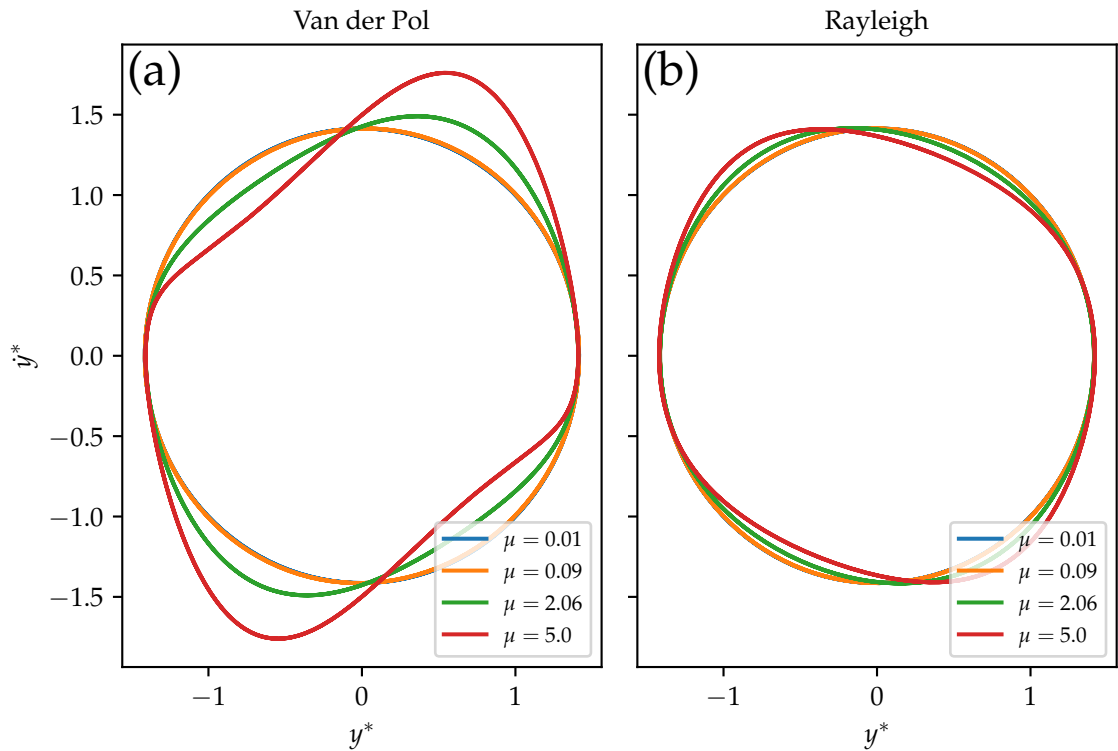 Van der Pol
(a)
1.5
1.0
0.5
0.0
−0.5
−1.0
−1.5
ẏ*
−1 0 1
y*
μ = 0.01
μ = 0.09
μ = 2.06
μ = 5.0
Rayleigh
(b)
−1 0 1
y*
μ = 0.01
μ = 0.09
μ = 2.06
μ = 5.0